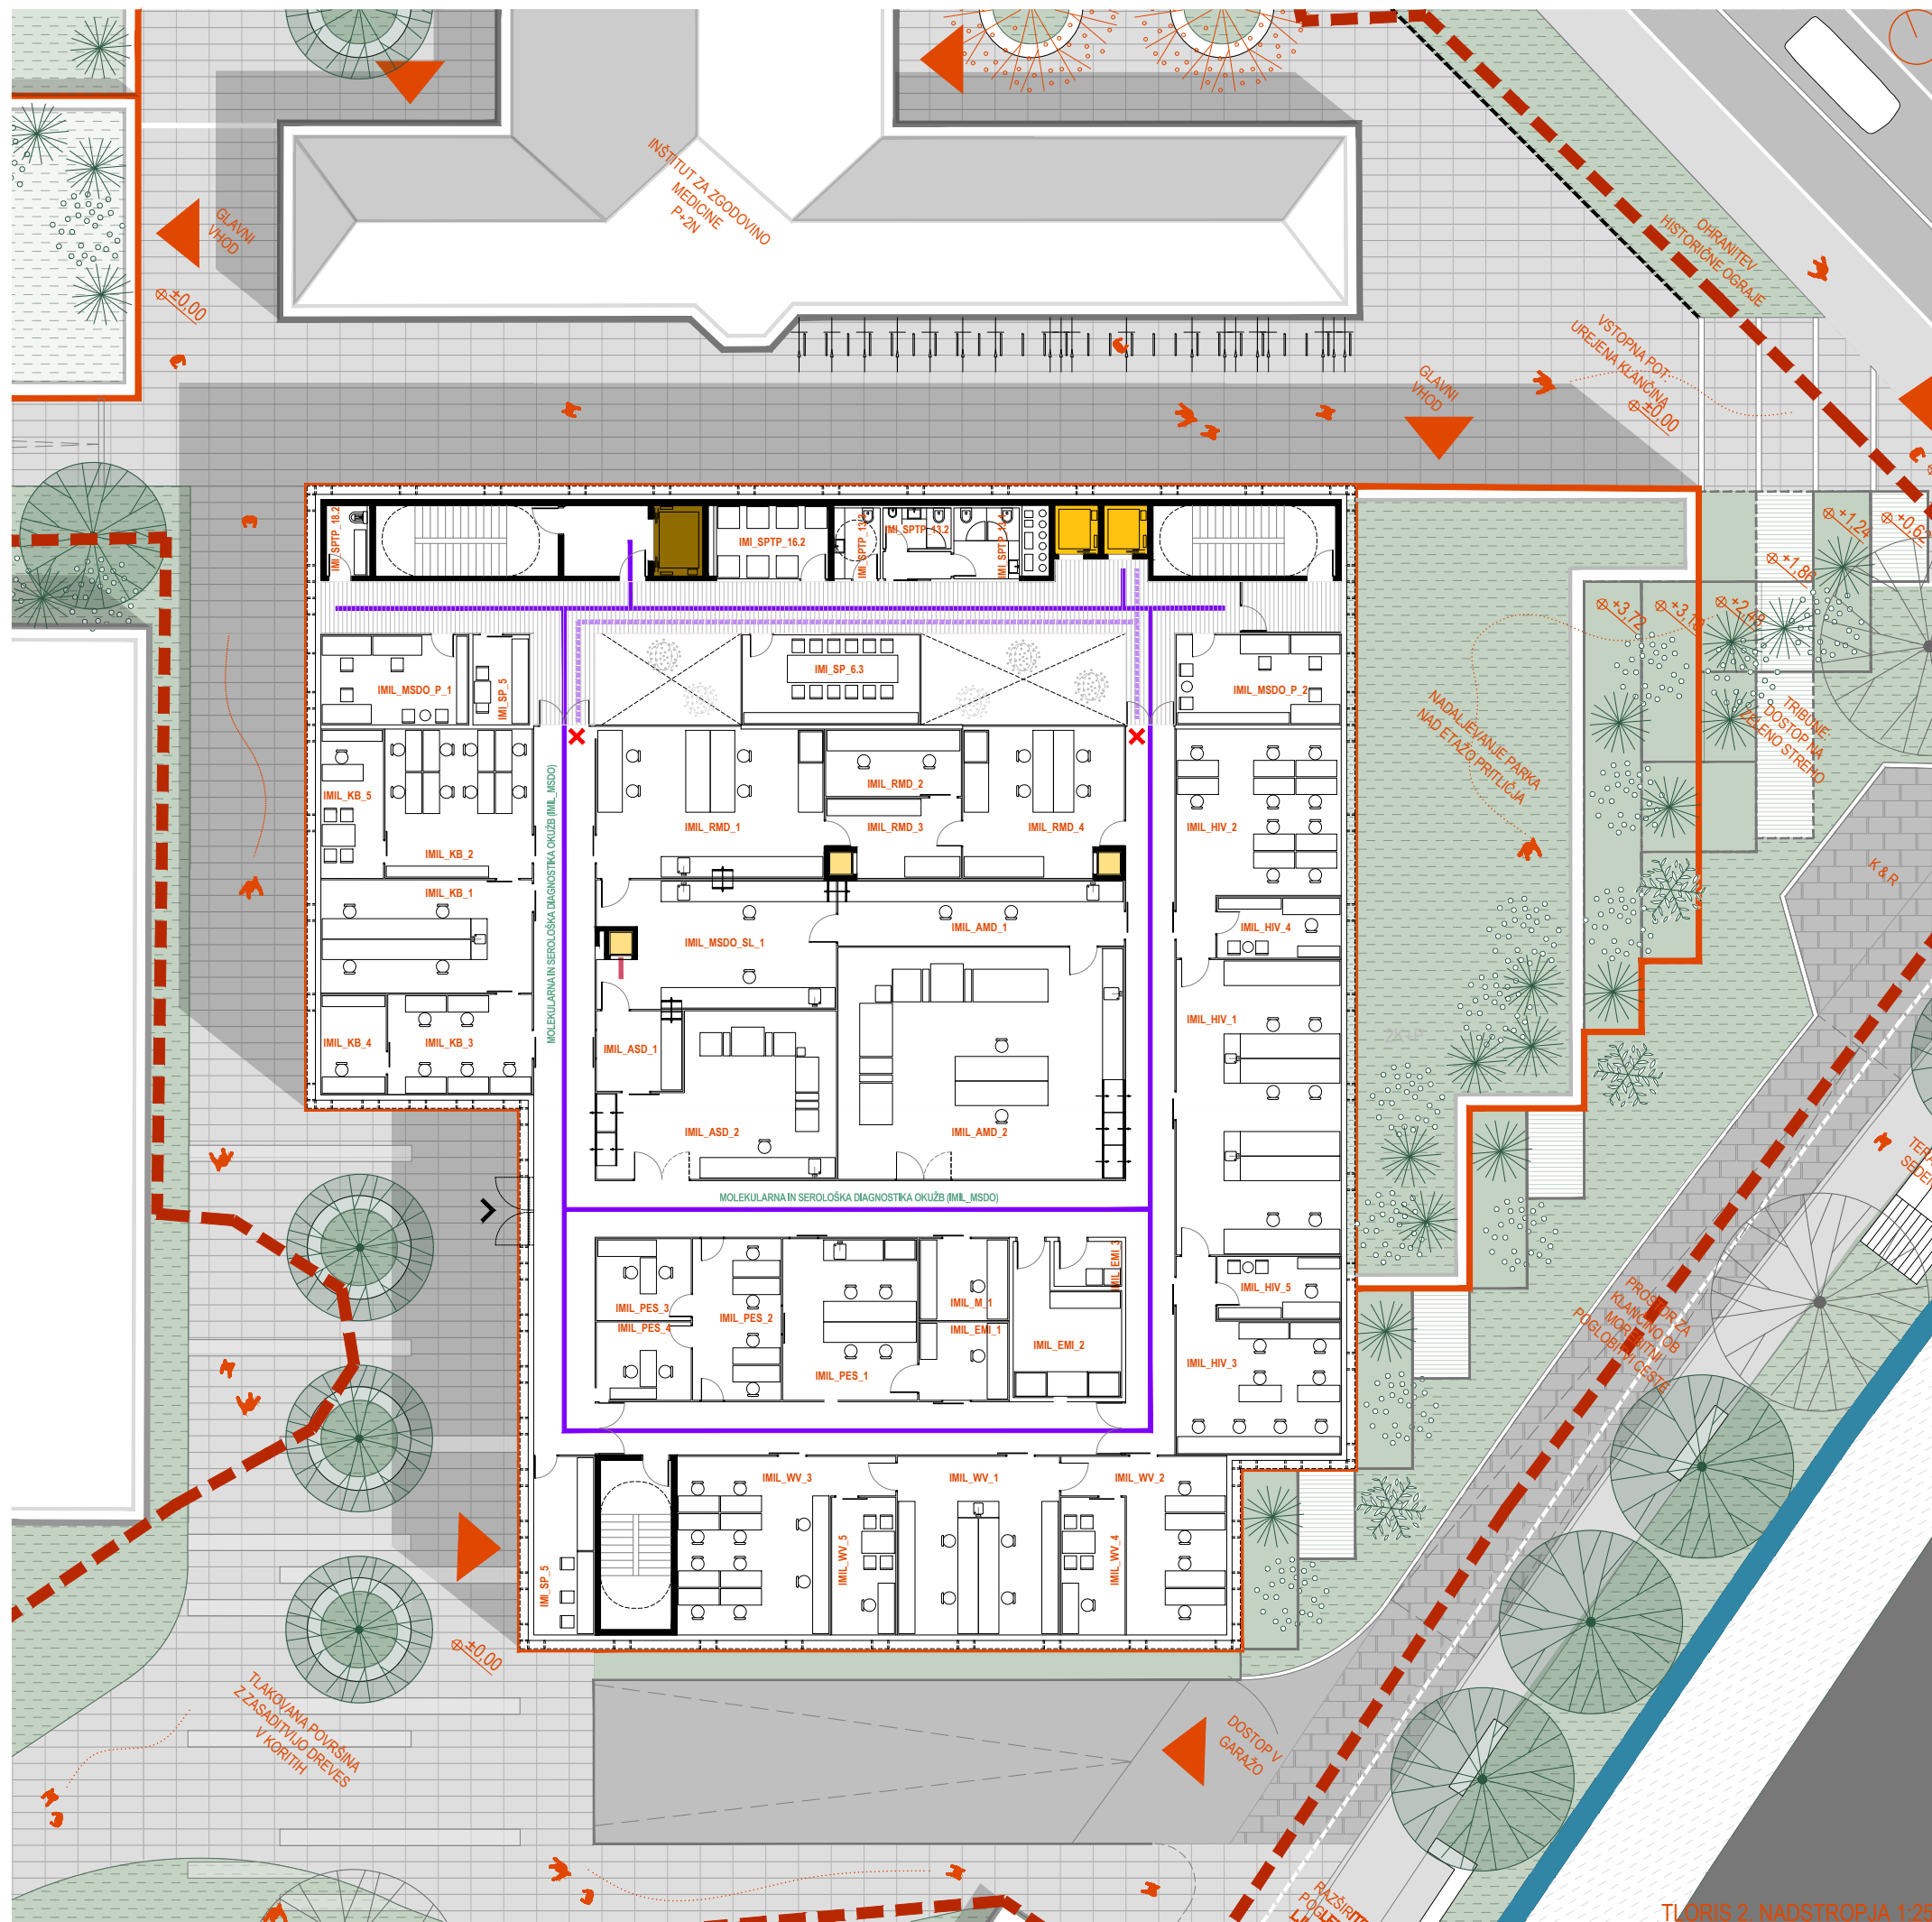 INŠTITUT ZA ZGODOVINO
MEDICINE
P+2N
GLAVNI
VHOD
±0,00
OHRANITEV
HISTORIČNE OGRAJE
VSTOPNA POT:
UREJENA KLANČINA
±0,00
GLAVNI
VHOD
IMI_SPTP_18.2
IMI_SPTP_16.2
IMI_SPTP_13.2
+1,24
+0,62
+1,86
+3,72
+2,48
IMIL_MSDO_P_1
IMI_SP_5
IMI_SP_6.3
IMIL_MSDO_P_2
NADALJEVANJE PARKA
NAD ETAŽO PRITLIČJA
TRIBUNE:
DOSTOP NA
ZELENO STREHO
IMIL_KB_5
IMIL_KB_2
IMIL_RMD_1
IMIL_RMD_2
IMIL_RMD_3
IMIL_RMD_4
IMIL_HIV_2
K & R
IMIL_KB_1
MOLEKULARNA IN SEROLOŠKA DIAGNOSTIKA OKUŽB (IMIL_MSDO)
IMIL_MSDO_SL_1
IMIL_AMD_1
IMIL_HIV_4
IMIL_KB_4
IMIL_KB_3
IMIL_ASD_1
IMIL_HIV_1
IMIL_ASD_2
IMIL_AMD_2
MOLEKULARNA IN SEROLOŠKA DIAGNOSTIKA OKUŽB (IMIL_MSDO)
IMIL_PES_3
IMIL_PES_4
IMIL_PES_2
IMIL_PES_1
IMIL_M_1
IMIL_EMI_1
IMIL_EMI_2
IMIL_EMI_3
IMIL_HIV_5
IMIL_HIV_3
PROSTOR ZA
KLANČINO OB
MOREBITNI
POGLOBITVI CESTE
IMI_SP_5
IMIL_WV_3
IMIL_WV_5
IMIL_WV_1
IMIL_WV_4
IMIL_WV_2
±0,00
TLAKOVANA POVRŠINA
Z ZASADITVIJO DREVES
V KORITIH
DOSTOP V
GARAŽO
TLORIS 2. NADSTROPJA